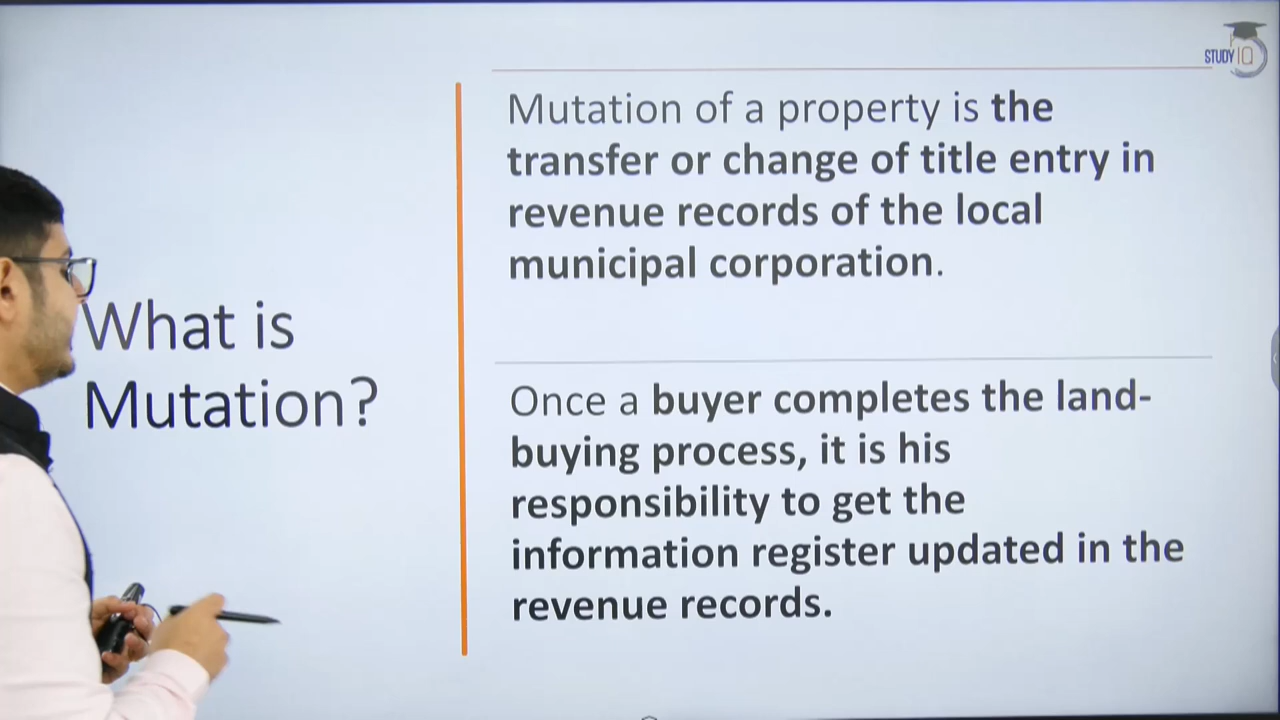 STUDY IQ
Mutation of a property is the
transfer or change of title entry in
revenue records of the local
municipal corporation.
What is
Mutation?
Once a buyer completes the land-
buying process, it is his
responsibility to get the
information register updated in the
revenue records.